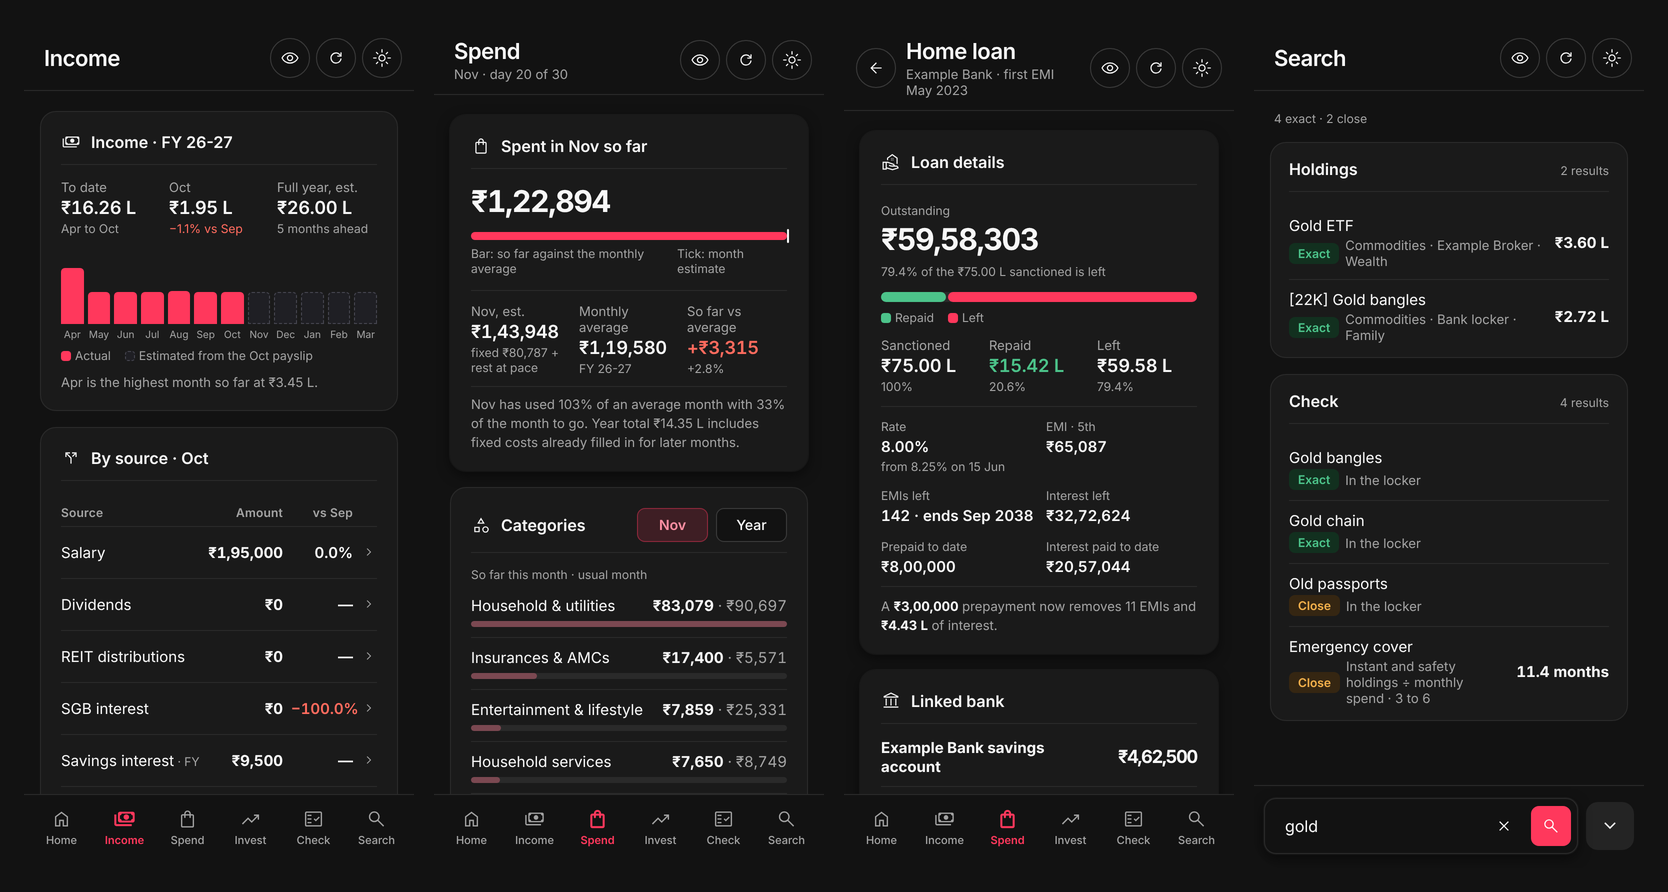 Income
Income · FY 26-27
To date
Oct
Full year, est.
₹16.26 L
₹1.95 L
₹26.00 L
Apr to Oct
−1.1% vs Sep
5 months ahead
Apr May Jun Jul Aug Sep Oct Nov Dec Jan Feb Mar
Actual
Estimated from the Oct payslip
Apr is the highest month so far at ₹3.45 L.
By source · Oct
Source Amount vs Sep
Salary ₹1,95,000 0.0%
Dividends ₹0 —
REIT distributions ₹0 —
SGB interest ₹0 −100.0%
Savings interest · FY ₹9,500 —
Home Income Spend Invest Check Search
Spend
Nov · day 20 of 30
Spent in Nov so far
₹1,22,894
Bar: so far against the monthly
average
Tick: month
estimate
Nov, est.
₹1,43,948
fixed ₹80,787 +
rest at pace
Monthly
average
₹1,19,580
FY 26-27
So far vs
average
+₹3,315
+2.8%
Nov has used 103% of an average month with 33%
of the month to go. Year total ₹14.35 L includes
fixed costs already filled in for later months.
Categories
Nov
Year
So far this month · usual month
Household & utilities ₹83,079 · ₹90,697
Insurances & AMCs ₹17,400 · ₹5,571
Entertainment & lifestyle ₹7,859 · ₹25,331
Household services ₹7,650 · ₹8,749
Home Income Spend Invest Check Search
Home loan
Example Bank · first EMI
May 2023
Loan details
Outstanding
₹59,58,303
79.4% of the ₹75.00 L sanctioned is left
Repaid
Left
Sanctioned
Repaid
Left
₹75.00 L
₹15.42 L
₹59.58 L
100%
20.6%
79.4%
Rate
8.00%
from 8.25% on 15 Jun
EMI · 5th
₹65,087
EMIs left
142 · ends Sep 2038
Interest left
₹32,72,624
Prepaid to date
₹8,00,000
Interest paid to date
₹20,57,044
A ₹3,00,000 prepayment now removes 11 EMIs and
₹4.43 L of interest.
Linked bank
Example Bank savings
account
₹4,62,500
Home Income Spend Invest Check Search
Search
4 exact · 2 close
Holdings
2 results
Gold ETF
Exact
Commodities · Example Broker ·
Wealth
₹3.60 L
[22K] Gold bangles
Exact
Commodities · Bank locker ·
Family
₹2.72 L
Check
4 results
Gold bangles
Exact
In the locker
Gold chain
Exact
In the locker
Old passports
Close
In the locker
Emergency cover
Close
Instant and safety
holdings ÷ monthly
spend · 3 to 6
11.4 months
gold